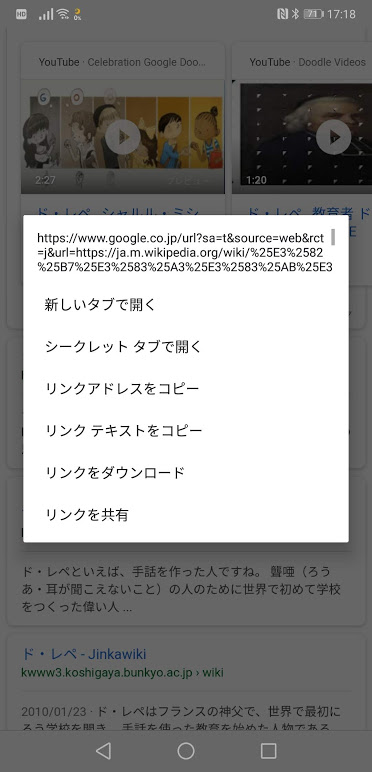 17:18
YouTube · Celebration Google Doo...
YouTube · Doodle Videos
2:27
プレビュー
1:20
ド・レペ シャルル・ミシ
ド・レペ 教育者 ド
https://www.google.co.jp/url?sa=t&source=web&rct
=j&url=https://ja.m.wikipedia.org/wiki/%25E3%2582
%25B7%25E3%2583%25A3%25E3%2583%25AB%25E3
新しいタブで開く
シークレット タブで開く
リンクアドレスをコピー
リンク テキストをコピー
リンクをダウンロード
リンクを共有
ド・レペといえば、手話を作った人ですね。 聾唖（ろう
あ・耳が聞こえないこと）の人のために世界で初めて学校
をつくった偉い人 ...
ド・レペ - Jinkawiki
kwww3.koshigaya.bunkyo.ac.jp › wiki
2010/01/23 · ド・レペはフランスの神父で、世界で最初に
ろう学校を開き、手話を使った教育を始めた人物である